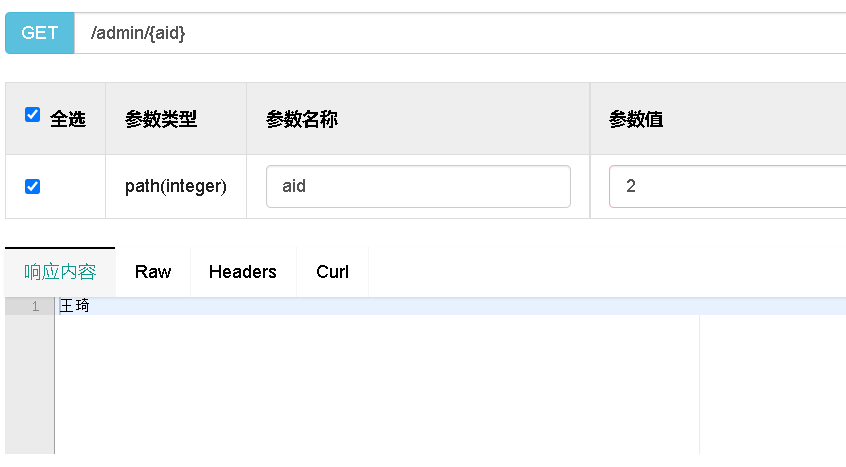 GET /admin/{aid}
全选 参数类型 参数名称 参数值
path(integer) aid 2
响应内容 Raw Headers Curl
1 王琦